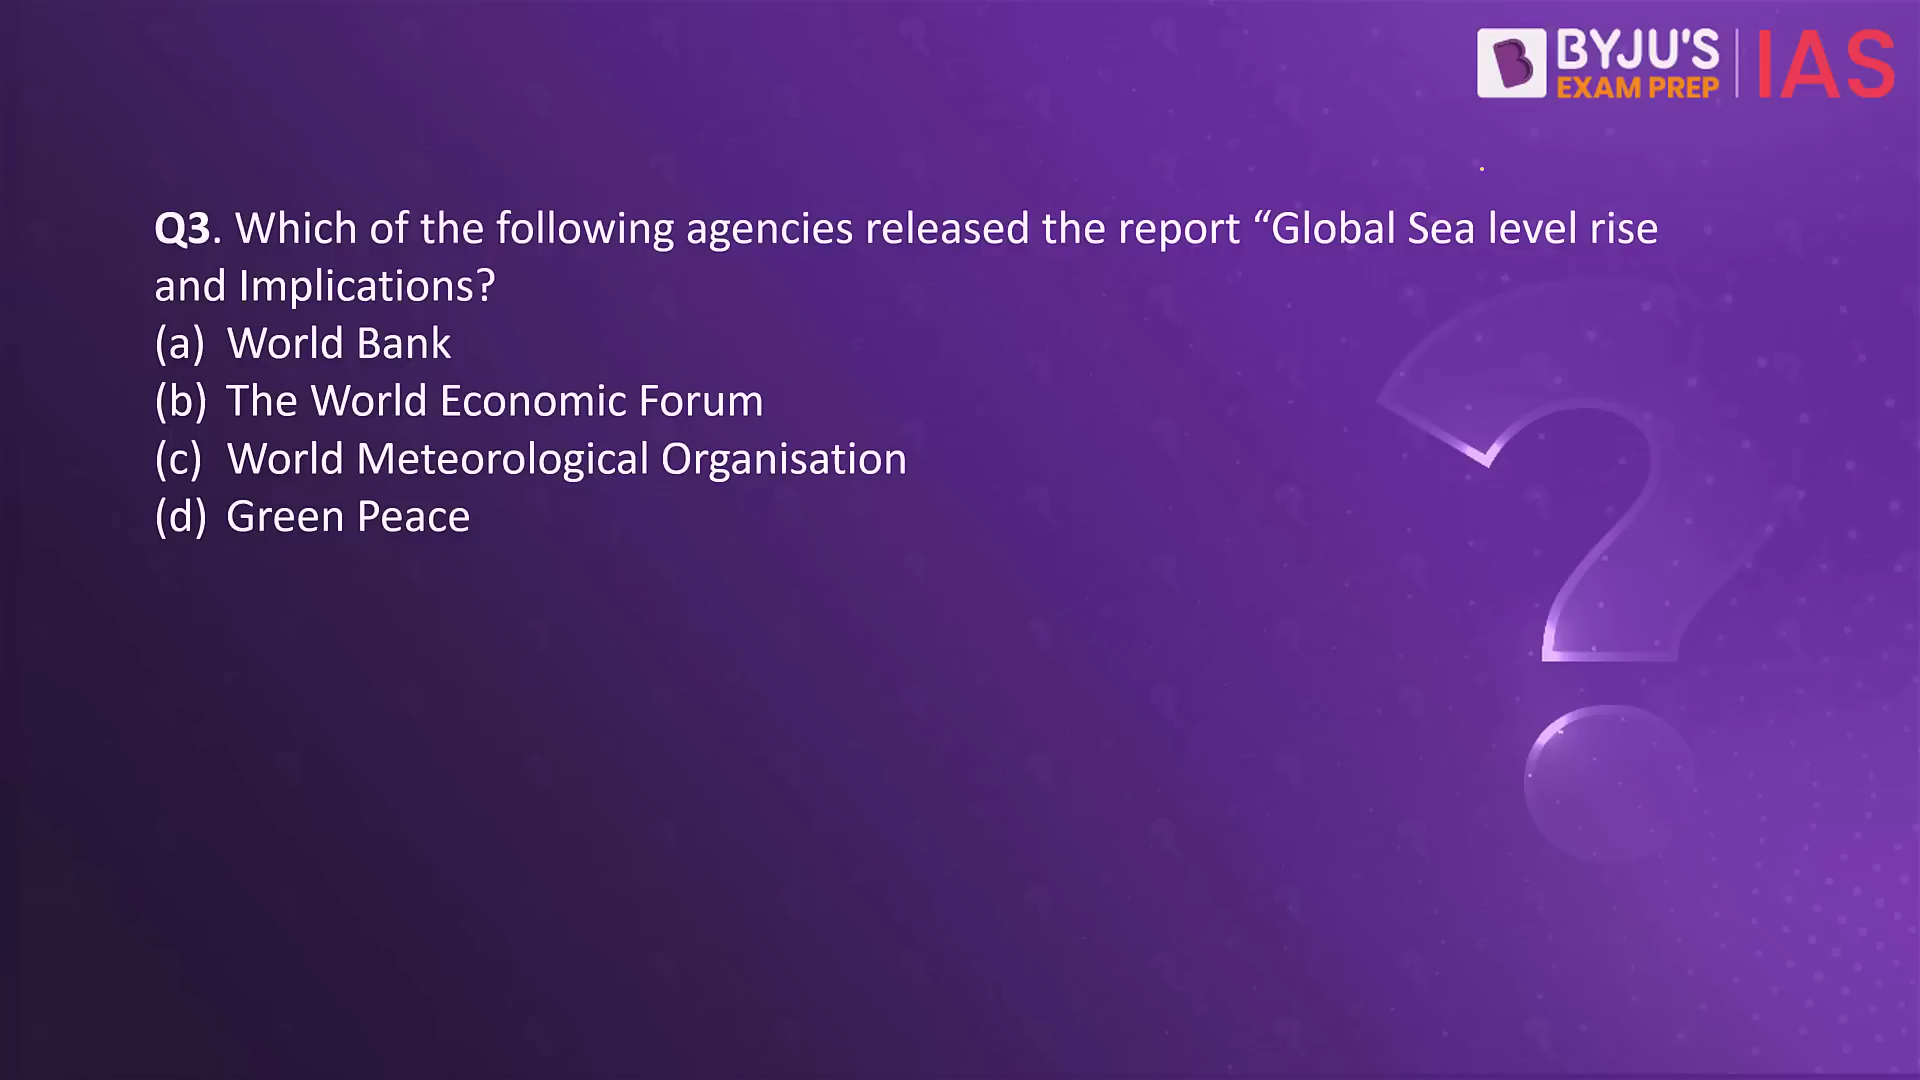 BYJU'S
EXAM PREP
IAS
Q3. Which of the following agencies released the report “Global Sea level rise
and Implications?
(a) World Bank
(b) The World Economic Forum
(c) World Meteorological Organisation
(d) Green Peace